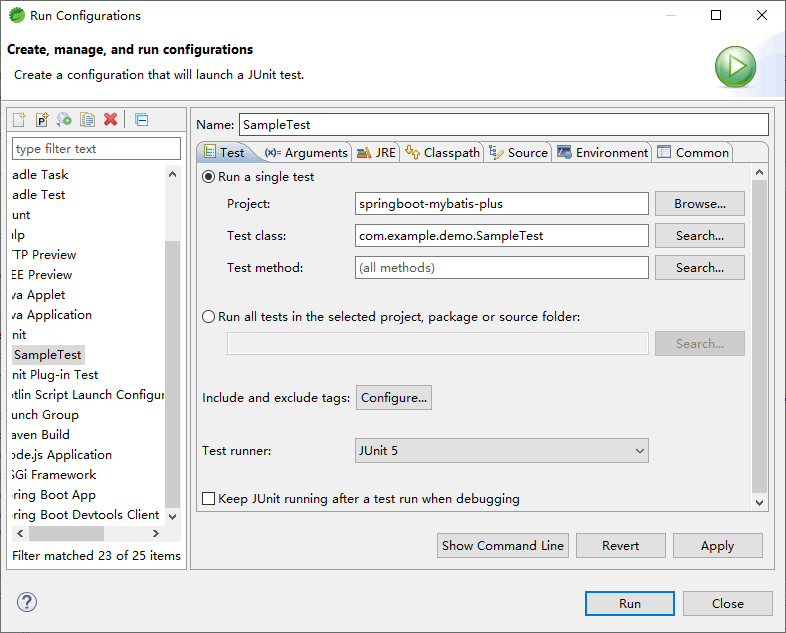 Run Configurations
Create, manage, and run configurations
Create a configuration that will launch a JUnit test.
type filter text
adle Task
adle Test
unt
ulp
TP Preview
EE Preview
va Applet
va Application
nit
SampleTest
nit Plug-in Test
otlin Script Launch Configur
unch Group
aven Build
ode.js Application
SGi Framework
ring Boot App
ring Boot Devtools Client
Filter matched 23 of 25 items
Name: SampleTest
Test (x)= Arguments JRE Classpath Source Environment Common
Run a single test
Project: springboot-mybatis-plus Browse...
Test class: com.example.demo.SampleTest Search...
Test method: (all methods) Search...
Run all tests in the selected project, package or source folder:
Search...
Include and exclude tags: Configure...
Test runner: JUnit 5
Keep JUnit running after a test run when debugging
Show Command Line Revert Apply
? Run Close